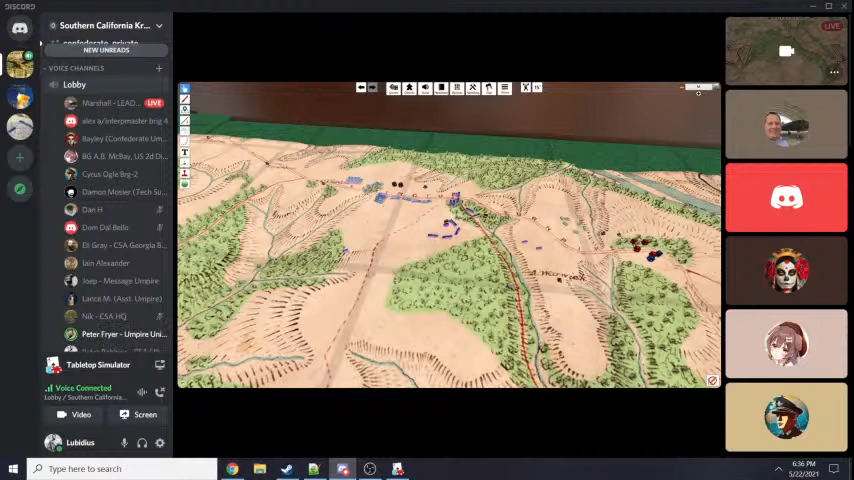 DISCORD
Southern California Kr...
confederate_private
NEW UNREADS
VOICE CHANNELS
Lobby
Marshall - LEAD...
LIVE
alex a/interpmaster brig 4
Bayley (Confederate Um...
BG A.B. McBay, US 2d Di...
Cyrus Ogle Brg-2
Damon Mosier (Tech Su...
Dan H
Dom Dal Bello
Eli Gray - CSA Georgia B...
Iain Alexander
Joep - Message Umpire
Lance M. (Asst. Umpire)
Nik - CSA HQ
Peter Fryer - Umpire Uni...
Tabletop Simulator
Voice Connected
Lobby / Southern California...
Video
Screen
Lubidius
Type here to search
LIVE
6:36 PM
5/22/2021